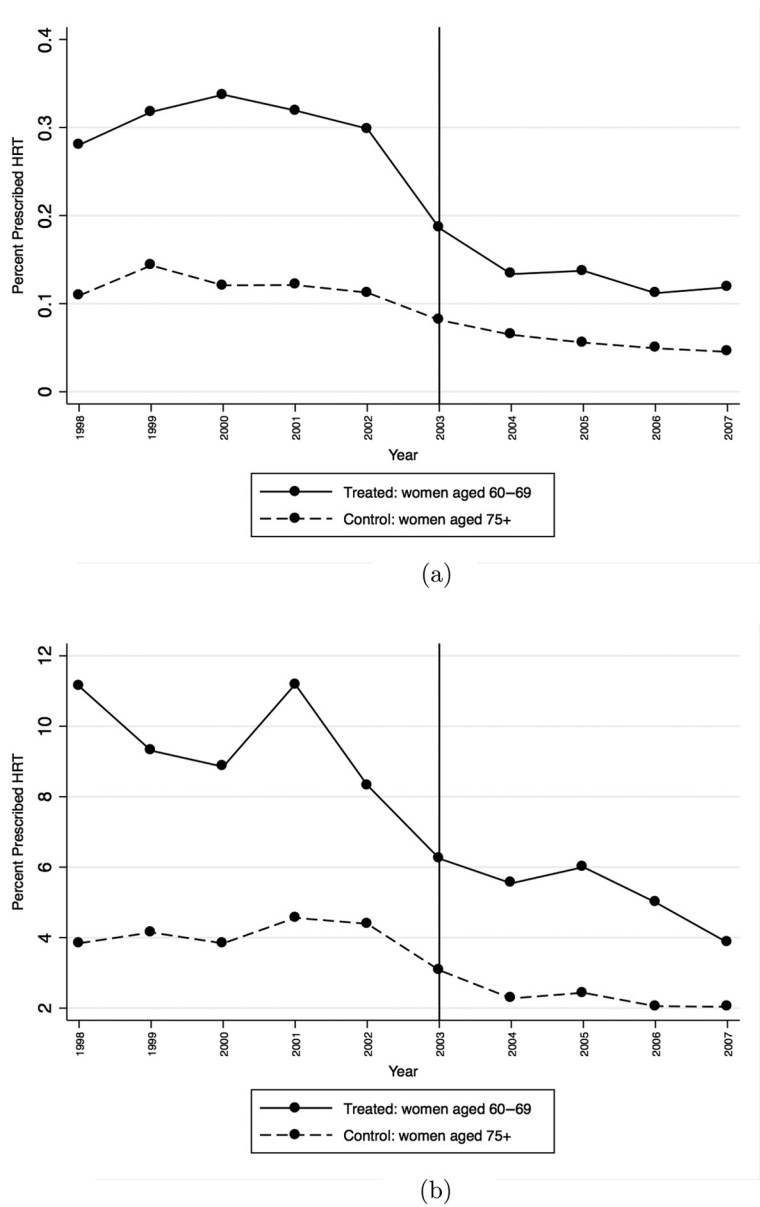 0.4
0.3
0.2
0.1
0
Percent Prescribed HRT
1998 1999 2000 2001 2002 2003 2004 2005 2006 2007
Year
Treated: women aged 60–69
Control: women aged 75+
(a)
12
10
8
6
4
2
Percent Prescribed HRT
1998 1999 2000 2001 2002 2003 2004 2005 2006 2007
Year
Treated: women aged 60–69
Control: women aged 75+
(b)